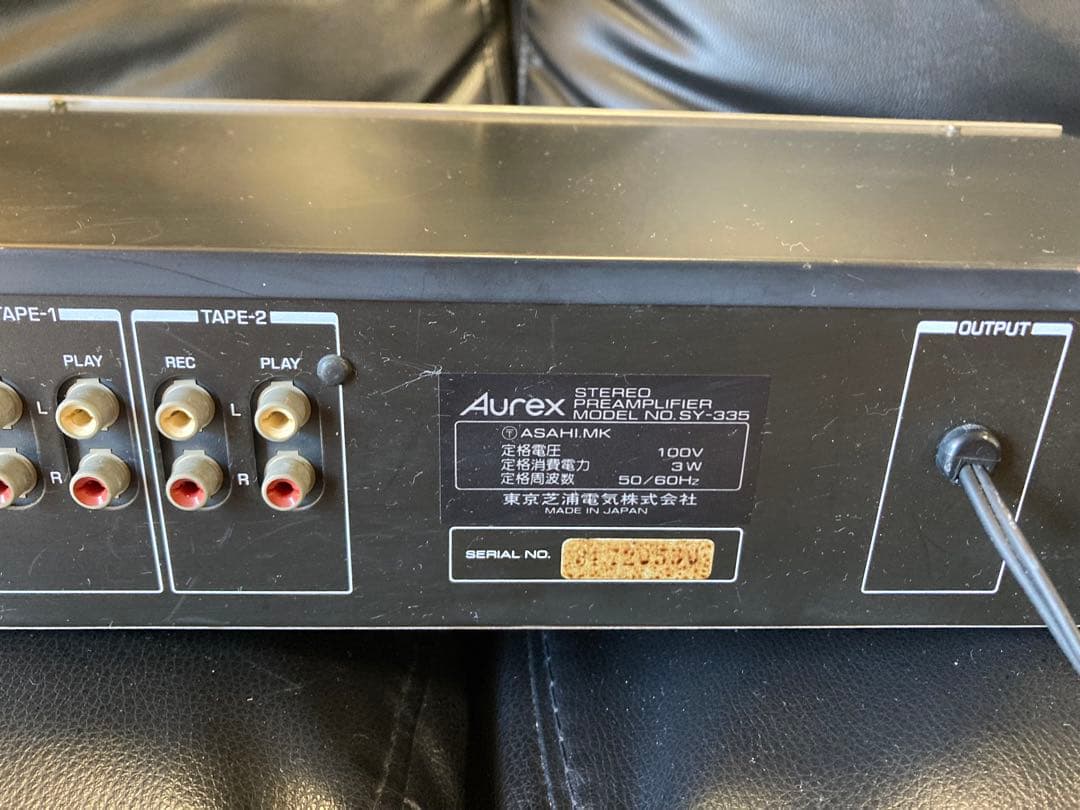 TAPE-1
PLAY
L
R
TAPE-2
REC
PLAY
L
R
Aurex STEREO
PREAMPLIFIER
MODEL NO. SY-335
〒 ASAHI.MK
定格電圧 100V
定格消費電力 3W
定格周波数 50/60Hz
東京芝浦電気株式会社
MADE IN JAPAN
SERIAL NO.
OUTPUT